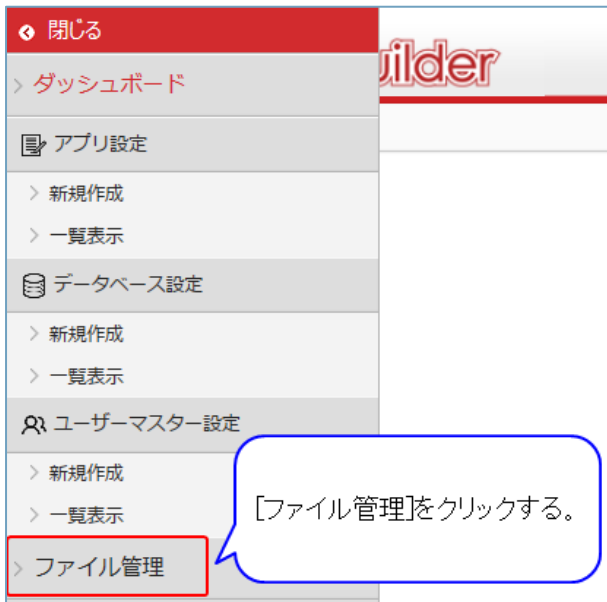 閉じる
uilder
ダッシュボード
アプリ設定
新規作成
一覧表示
データベース設定
新規作成
一覧表示
ユーザーマスター設定
新規作成
一覧表示
[ファイル管理]をクリックする。
ファイル管理